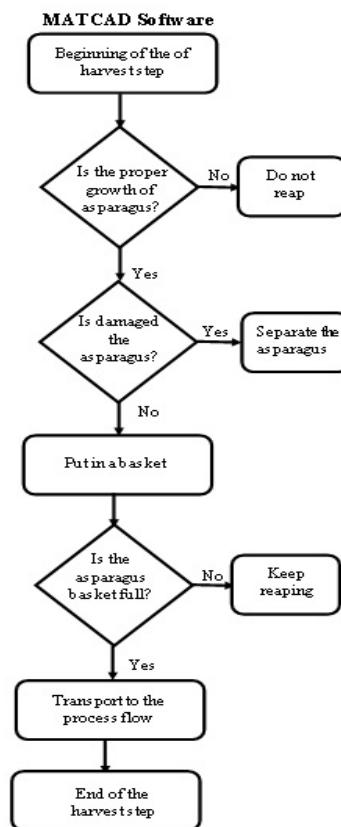 MATCAD Software
Beginning of the of
harvest step
Is the proper
growth of
asparagus?
No
Do not
reap
Yes
Is damaged
the
asparagus?
Yes
Separate the
asparagus
No
Put in a basket
Is the
asparagus
basket full?
No
Keep
reaping
Yes
Transport to the
process flow
End of the
harvest step